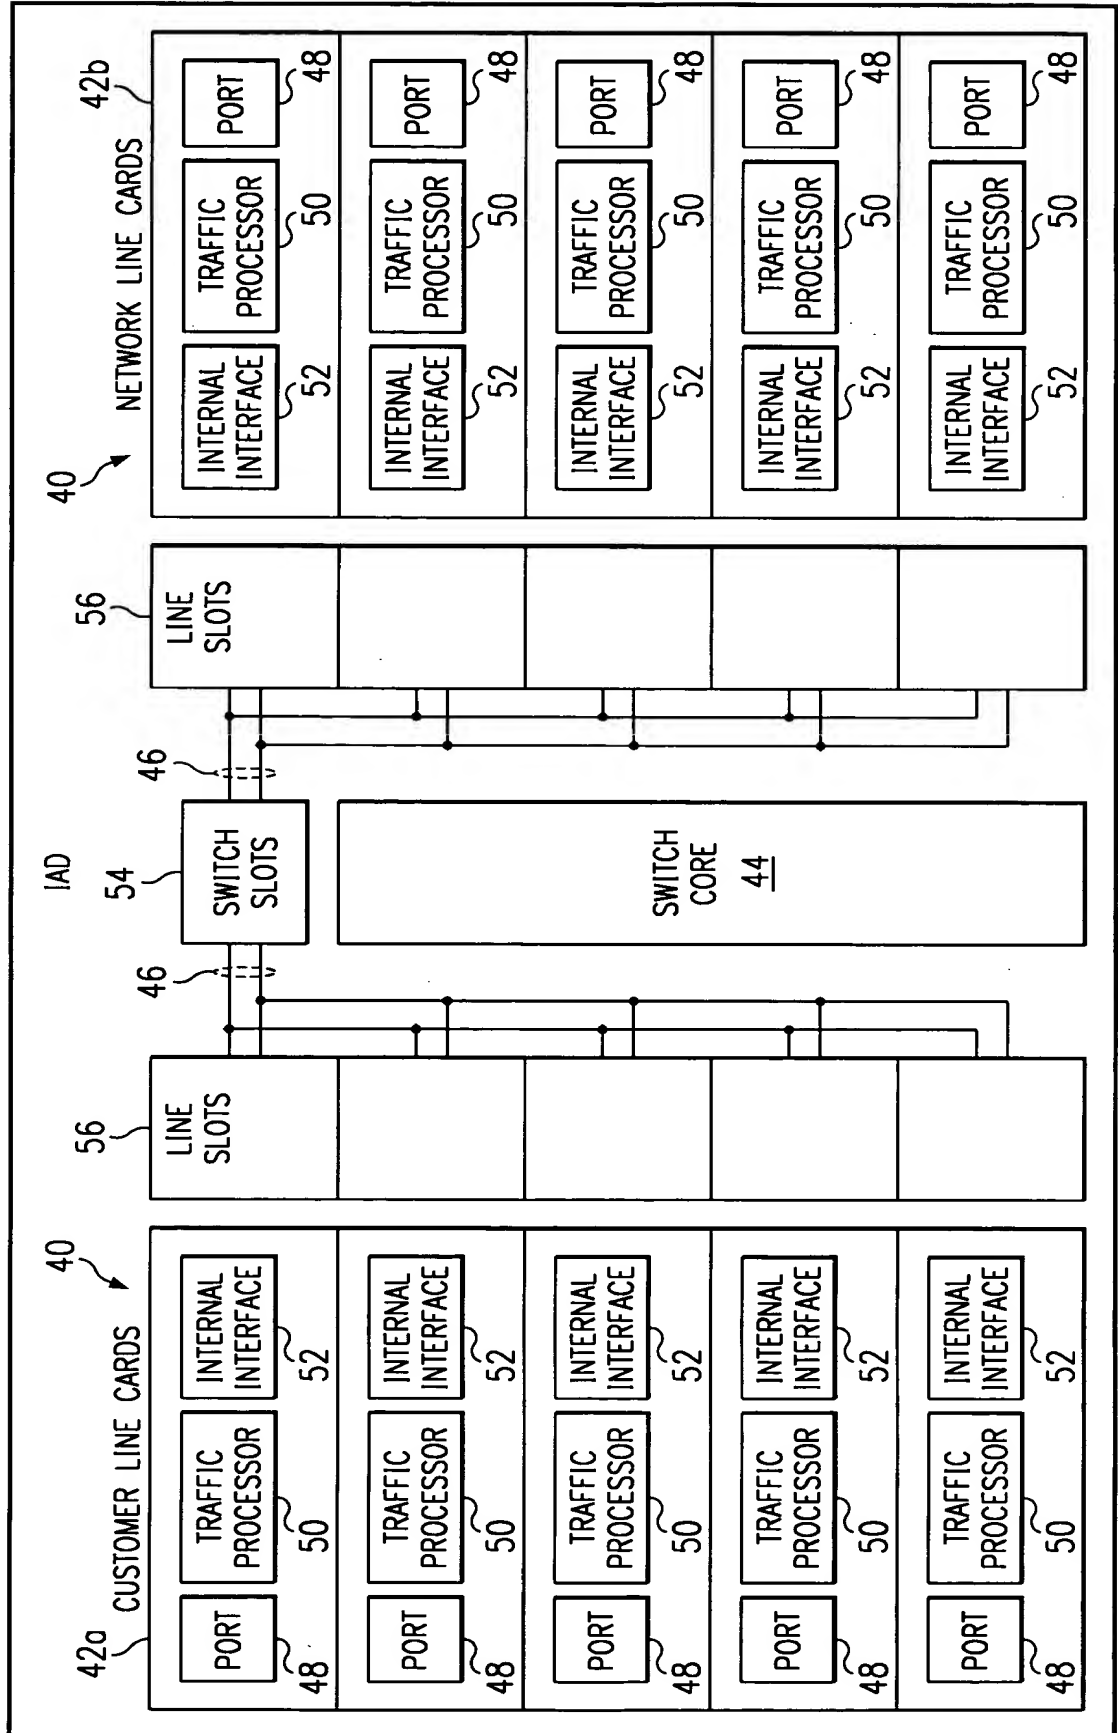 IAD
42a
CUSTOMER LINE CARDS
40
56
46
54
46
56
40
NETWORK LINE CARDS
42b
PORT
48
TRAFFIC
PROCESSOR
50
INTERNAL
INTERFACE
52
LINE
SLOTS
SWITCH
SLOTS
LINE
SLOTS
INTERNAL
INTERFACE
52
TRAFFIC
PROCESSOR
50
PORT
48
PORT
48
TRAFFIC
PROCESSOR
50
INTERNAL
INTERFACE
52
INTERNAL
INTERFACE
52
TRAFFIC
PROCESSOR
50
PORT
48
PORT
48
TRAFFIC
PROCESSOR
50
INTERNAL
INTERFACE
52
SWITCH
CORE
44
INTERNAL
INTERFACE
52
TRAFFIC
PROCESSOR
50
PORT
48
PORT
48
TRAFFIC
PROCESSOR
50
INTERNAL
INTERFACE
52
INTERNAL
INTERFACE
52
TRAFFIC
PROCESSOR
50
PORT
48
PORT
48
TRAFFIC
PROCESSOR
50
INTERNAL
INTERFACE
52
INTERNAL
INTERFACE
52
TRAFFIC
PROCESSOR
50
PORT
48